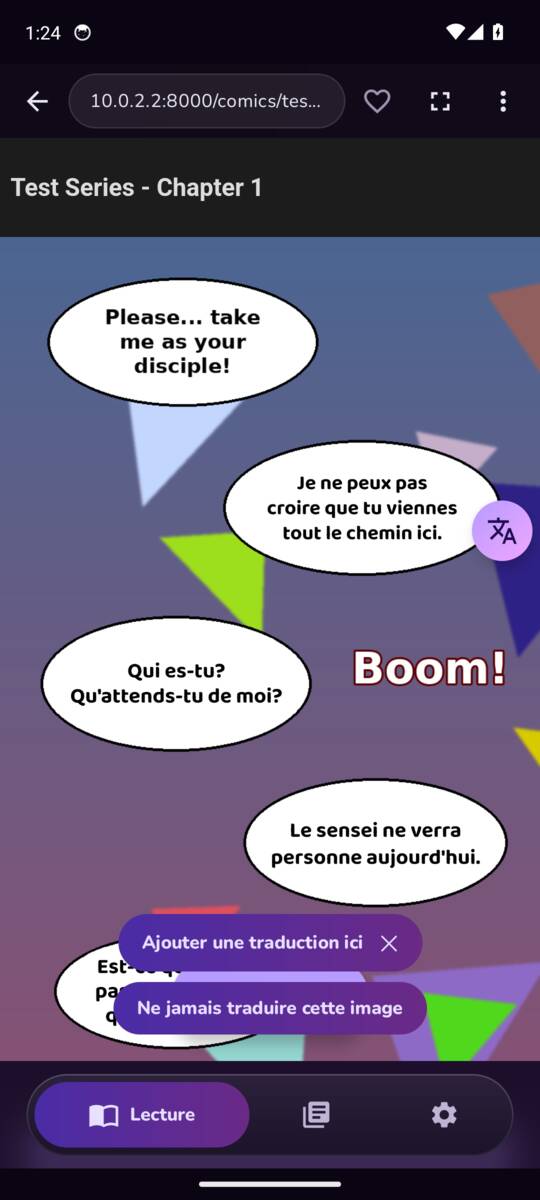 1:24
10.0.2.2:8000/comics/tes...
Test Series - Chapter 1
Please... take
me as your
disciple!
Je ne peux pas
croire que tu viennes
tout le chemin ici.
Qui es-tu?
Qu'attends-tu de moi?
Boom!
Le sensei ne verra
personne aujourd'hui.
Ajouter une traduction ici
Ne jamais traduire cette image
Lecture